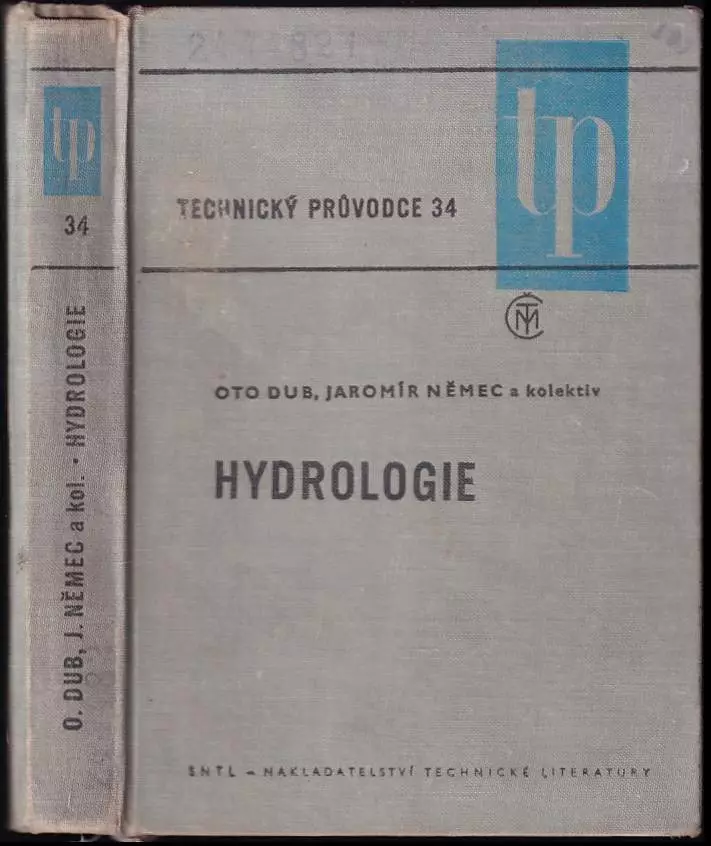 tp
34
O. DUB, J. NĚMEC a kol. • HYDROLOGIE
tp
TECHNICKÝ PRŮVODCE 34
OTO DUB, JAROMÍR NĚMEC a kolektiv
HYDROLOGIE
SNTL – NAKLADATELSTVÍ TECHNICKÉ LITERATURY